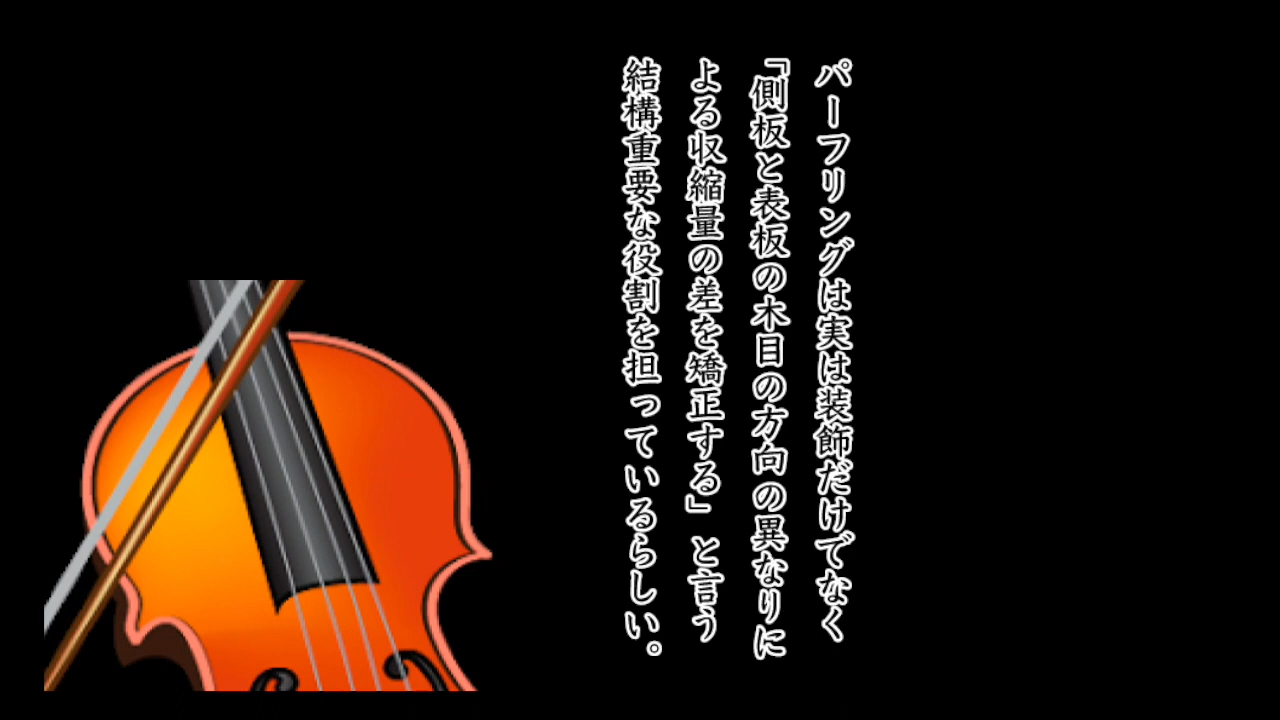 パーフリングは実は装飾だけでなく
「側板と表板の木目の方向の異なりに
よる収縮量の差を矯正する」と言う
結構重要な役割を担っているらしい。